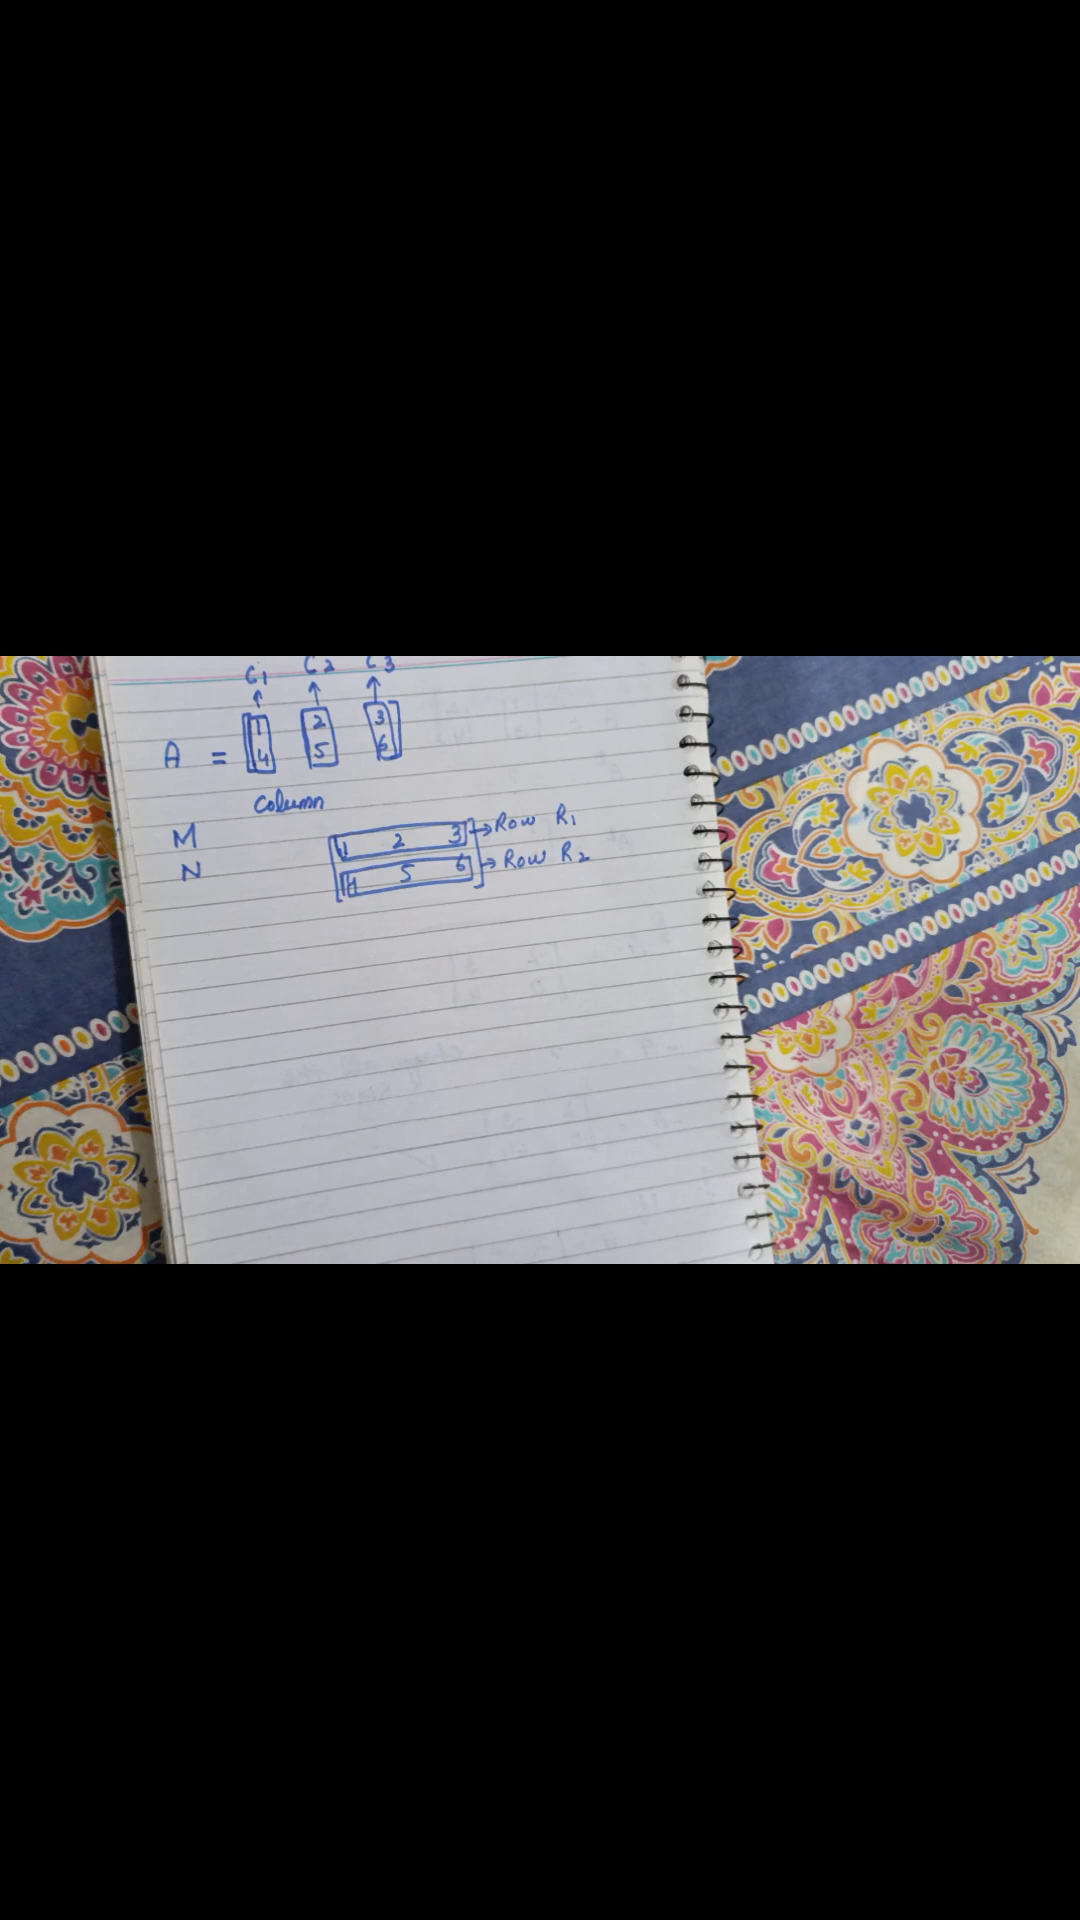 C1 C2 C3
↑ ↑ ↑
A = [1 2 3]
[4 5 6]
Column
M [1 2 3] → Row R1
N [4 5 6] → Row R2